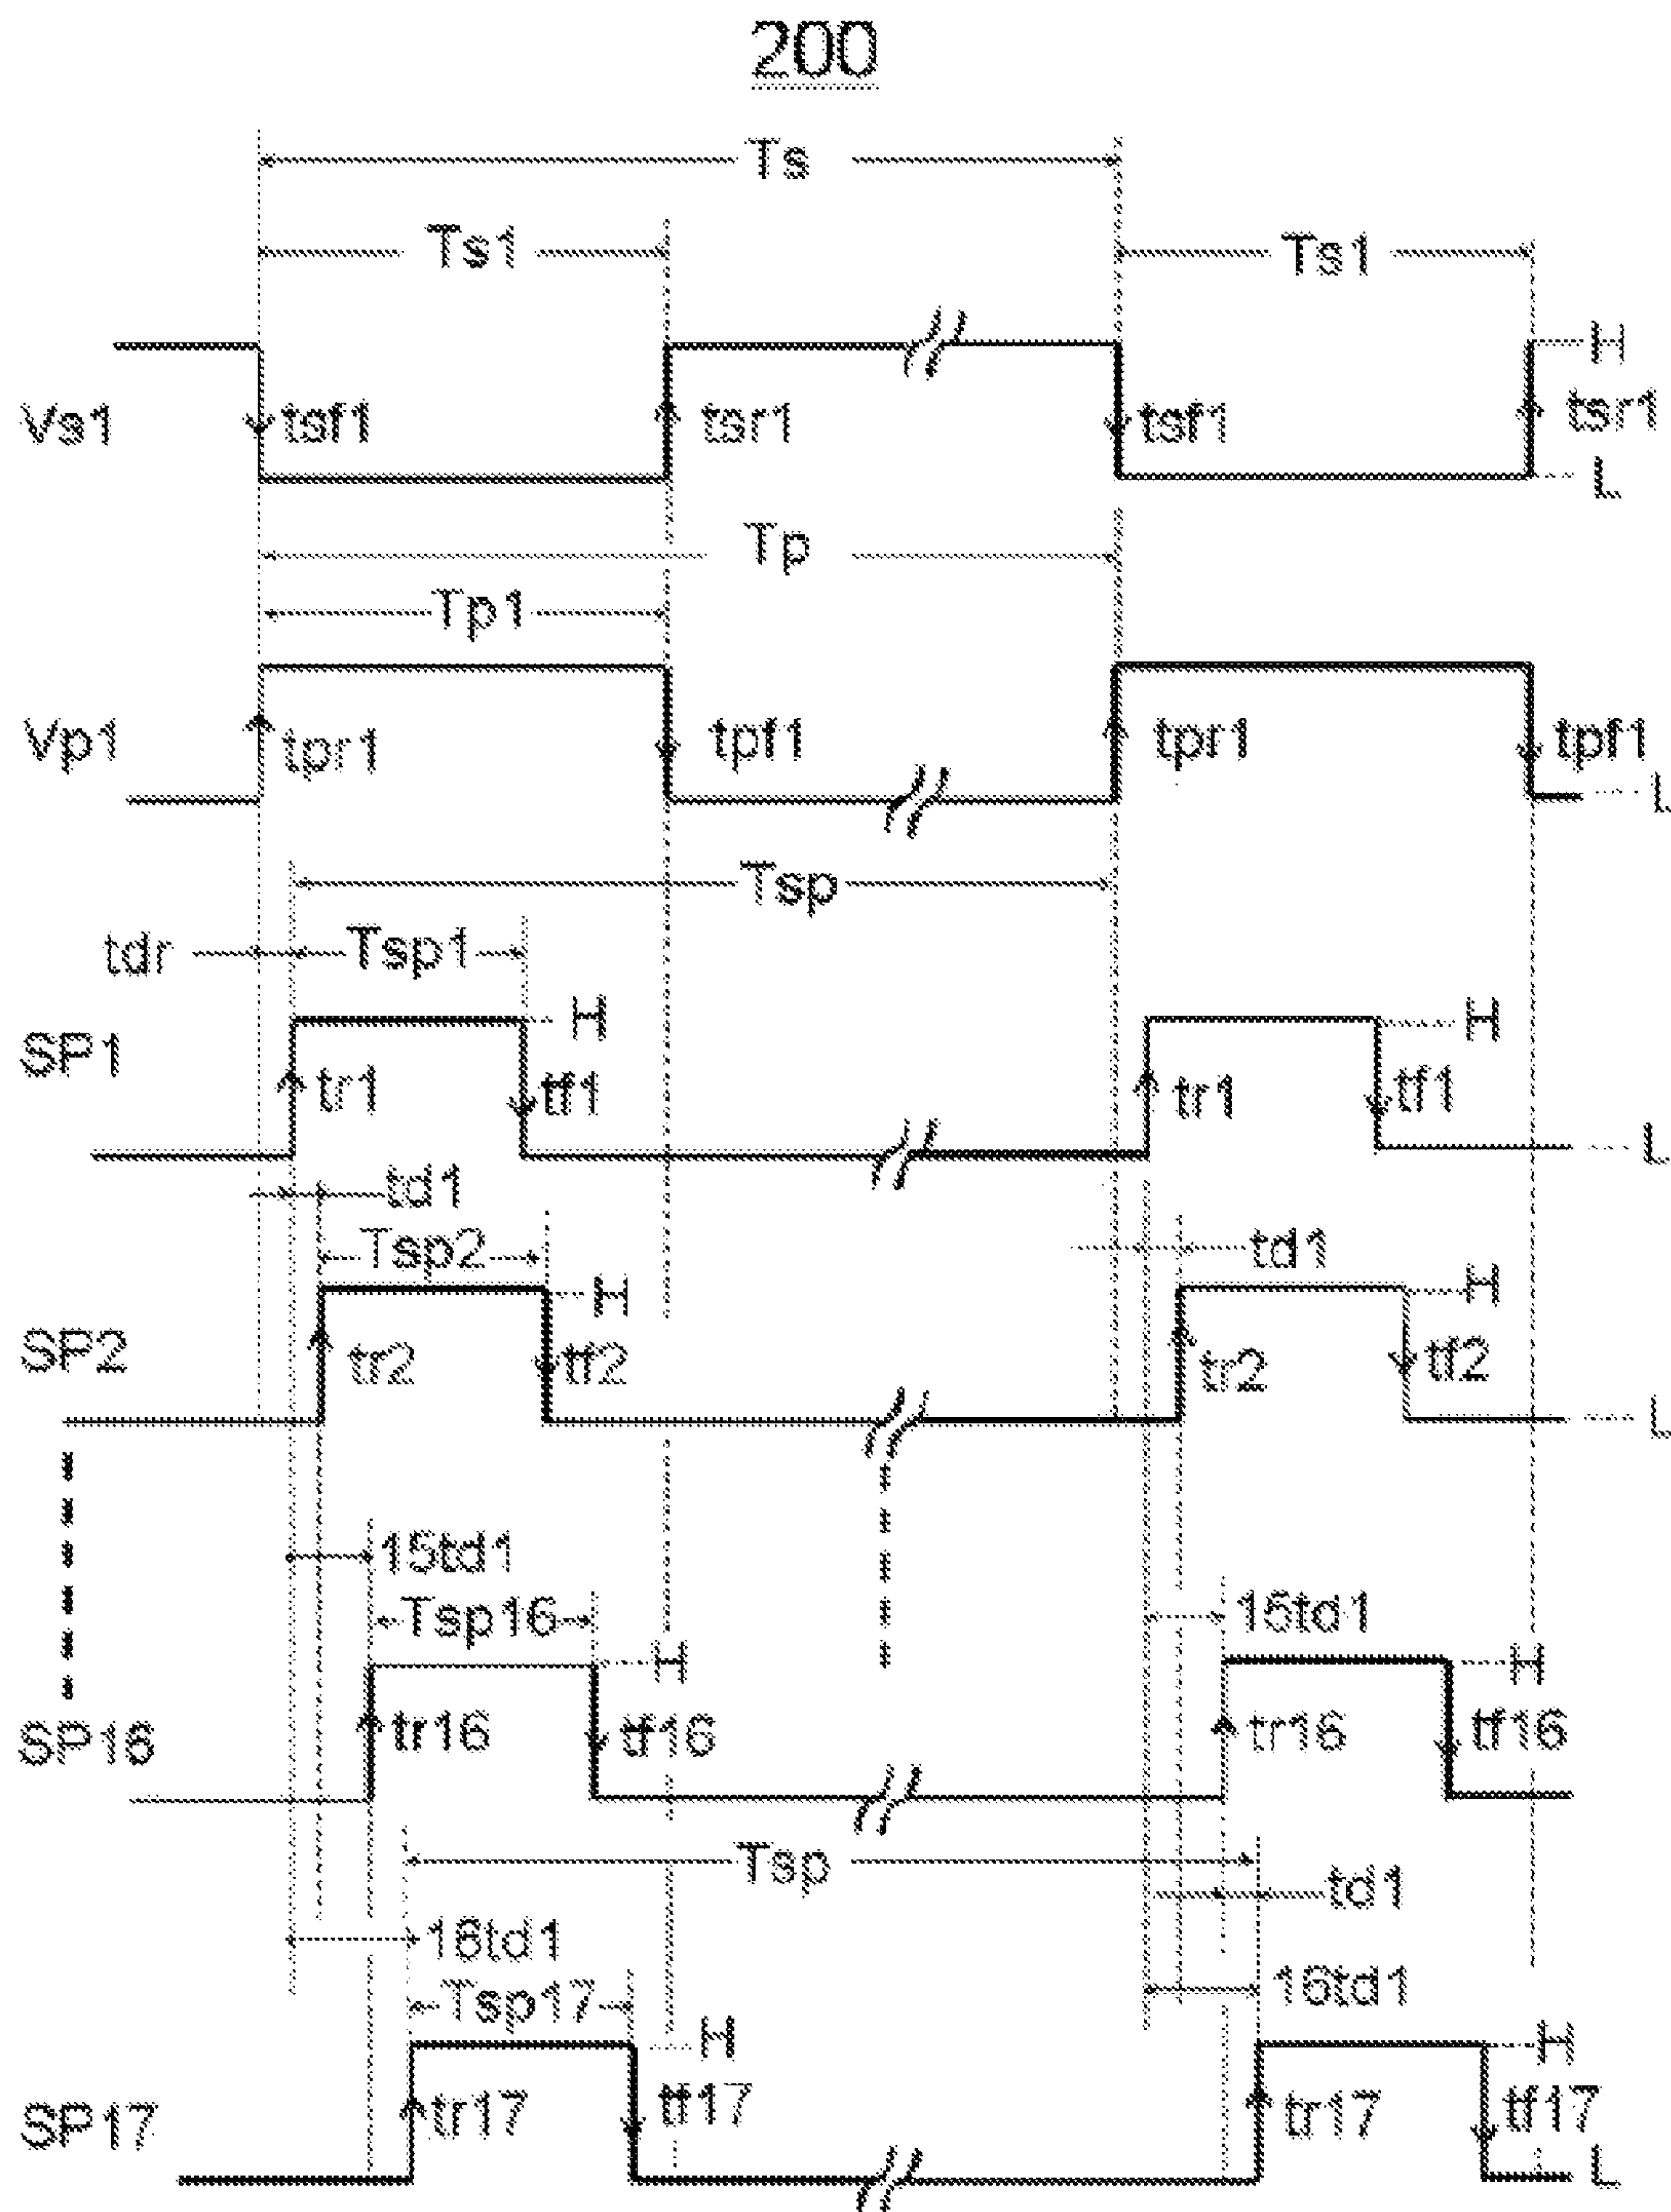 200
Ts
Ts1 Ts1
H
Vs1 tsf1 tsr1 tsf1 tsr1
L
Tp
Tp1
Vp1 tpr1 tpf1 tpr1 tpf1
L
Tsp
tdr Tsp1
H H
SP1 tr1 tf1 tr1 tf1
L
td1
Tsp2 td1
H H
SP2 tr2 tf2 tr2 tf2
L
15td1
Tsp16 15td1
H H
SP16 tr16 tf16 tr16 tf16
Tsp
td1
16td1
Tsp17 16td1
H H
SP17 tr17 tf17 tr17 tf17
L